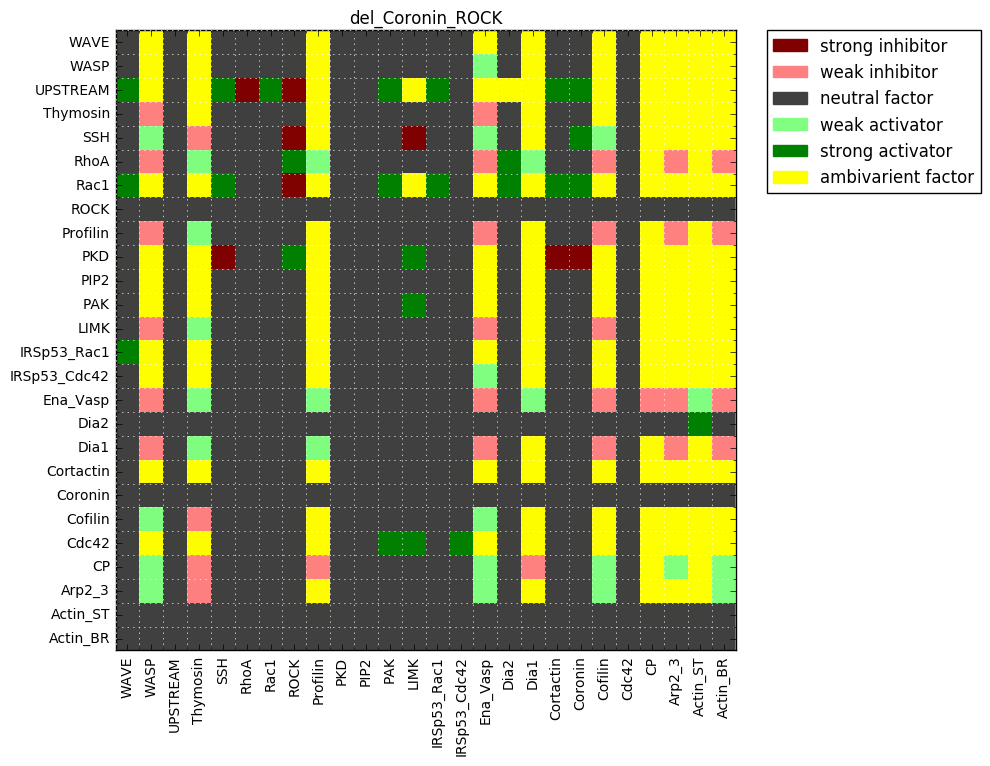 del_Coronin_ROCK
strong inhibitor
weak inhibitor
neutral factor
weak activator
strong activator
ambivarient factor
WAVE
WASP
UPSTREAM
Thymosin
SSH
RhoA
Rac1
ROCK
Profilin
PKD
PIP2
PAK
LIMK
IRSp53_Rac1
IRSp53_Cdc42
Ena_Vasp
Dia2
Dia1
Cortactin
Coronin
Cofilin
Cdc42
CP
Arp2_3
Actin_ST
Actin_BR
WAVE
WASP
UPSTREAM
Thymosin
SSH
RhoA
Rac1
ROCK
Profilin
PKD
PIP2
PAK
LIMK
IRSp53_Rac1
IRSp53_Cdc42
Ena_Vasp
Dia2
Dia1
Cortactin
Coronin
Cofilin
Cdc42
CP
Arp2_3
Actin_ST
Actin_BR